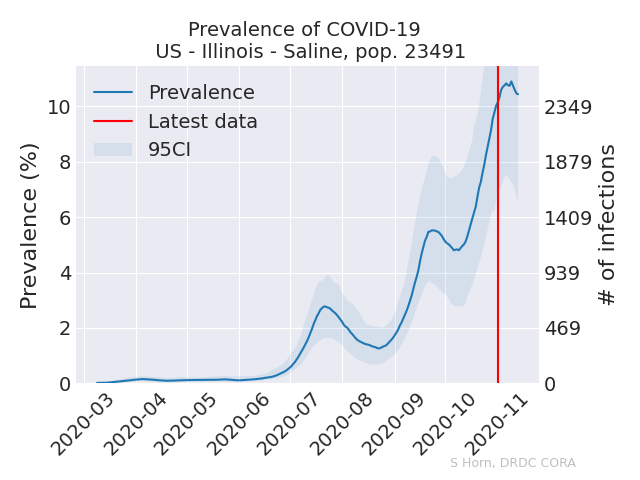 Prevalence of COVID-19
US - Illinois - Saline, pop. 23491
Prevalence
Latest data
95CI
Prevalence (%)
10
8
6
4
2
0
2349
1879
1409
939
469
0
# of infections
2020-03
2020-04
2020-05
2020-06
2020-07
2020-08
2020-09
2020-10
2020-11
S Horn, DRDC CORA